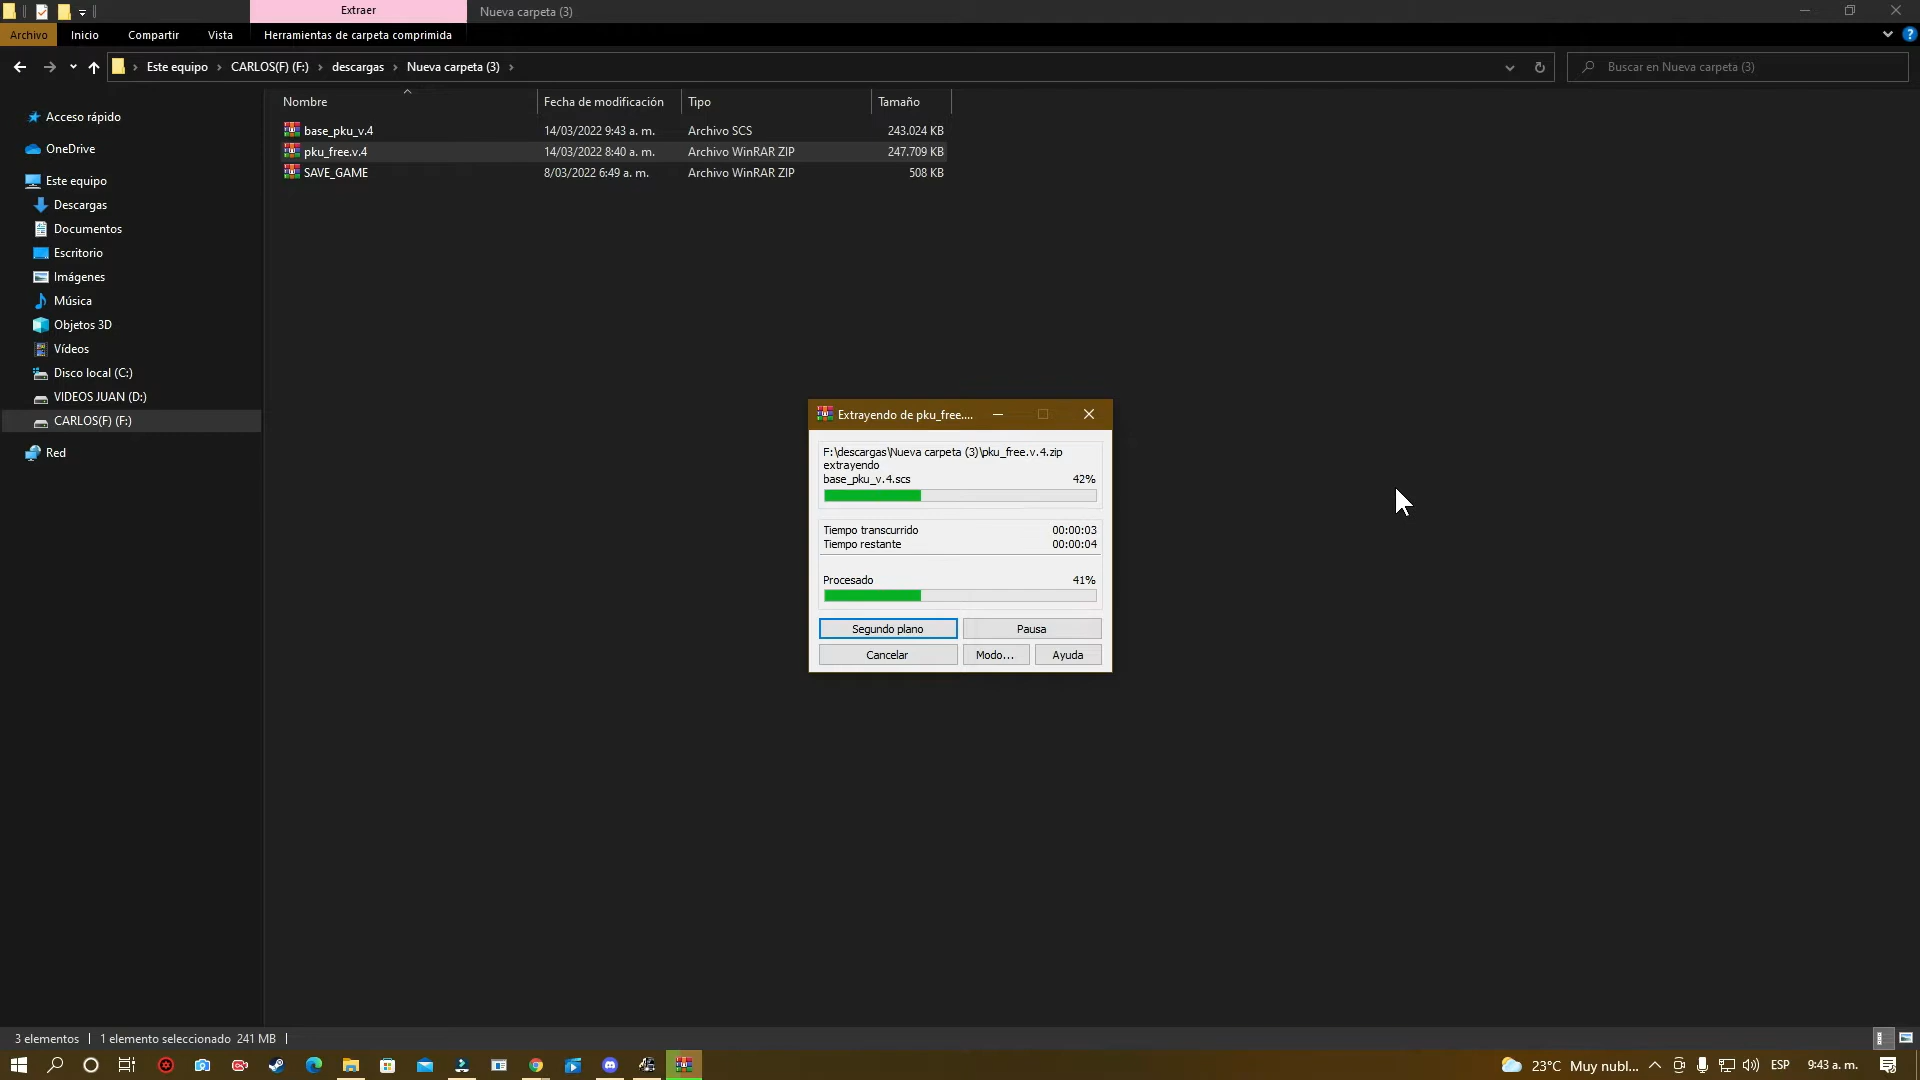 Extraer
Nueva carpeta (3)
Archivo
Inicio
Compartir
Vista
Herramientas de carpeta comprimida
Este equipo
CARLOS(F) (F:)
descargas
Nueva carpeta (3)
Buscar en Nueva carpeta (3)
Nombre
Fecha de modificación
Tipo
Tamaño
base_pku_v.4
14/03/2022 9:43 a. m.
Archivo SCS
243.024 KB
pku_free.v.4
14/03/2022 8:40 a. m.
Archivo WinRAR ZIP
247.709 KB
SAVE_GAME
8/03/2022 6:49 a. m.
Archivo WinRAR ZIP
508 KB
Acceso rápido
OneDrive
Este equipo
Descargas
Documentos
Escritorio
Imágenes
Música
Objetos 3D
Vídeos
Disco local (C:)
VIDEOS JUAN (D:)
CARLOS(F) (F:)
Red
Extrayendo de pku_free....
F:\descargas\Nueva carpeta (3)\pku_free.v.4.zip
extrayendo
base_pku_v.4.scs
42%
Tiempo transcurrido
00:00:03
Tiempo restante
00:00:04
Procesado
41%
Segundo plano
Pausa
Cancelar
Modo...
Ayuda
3 elementos
1 elemento seleccionado 241 MB
23°C Muy nubl...
ESP
9:43 a. m.